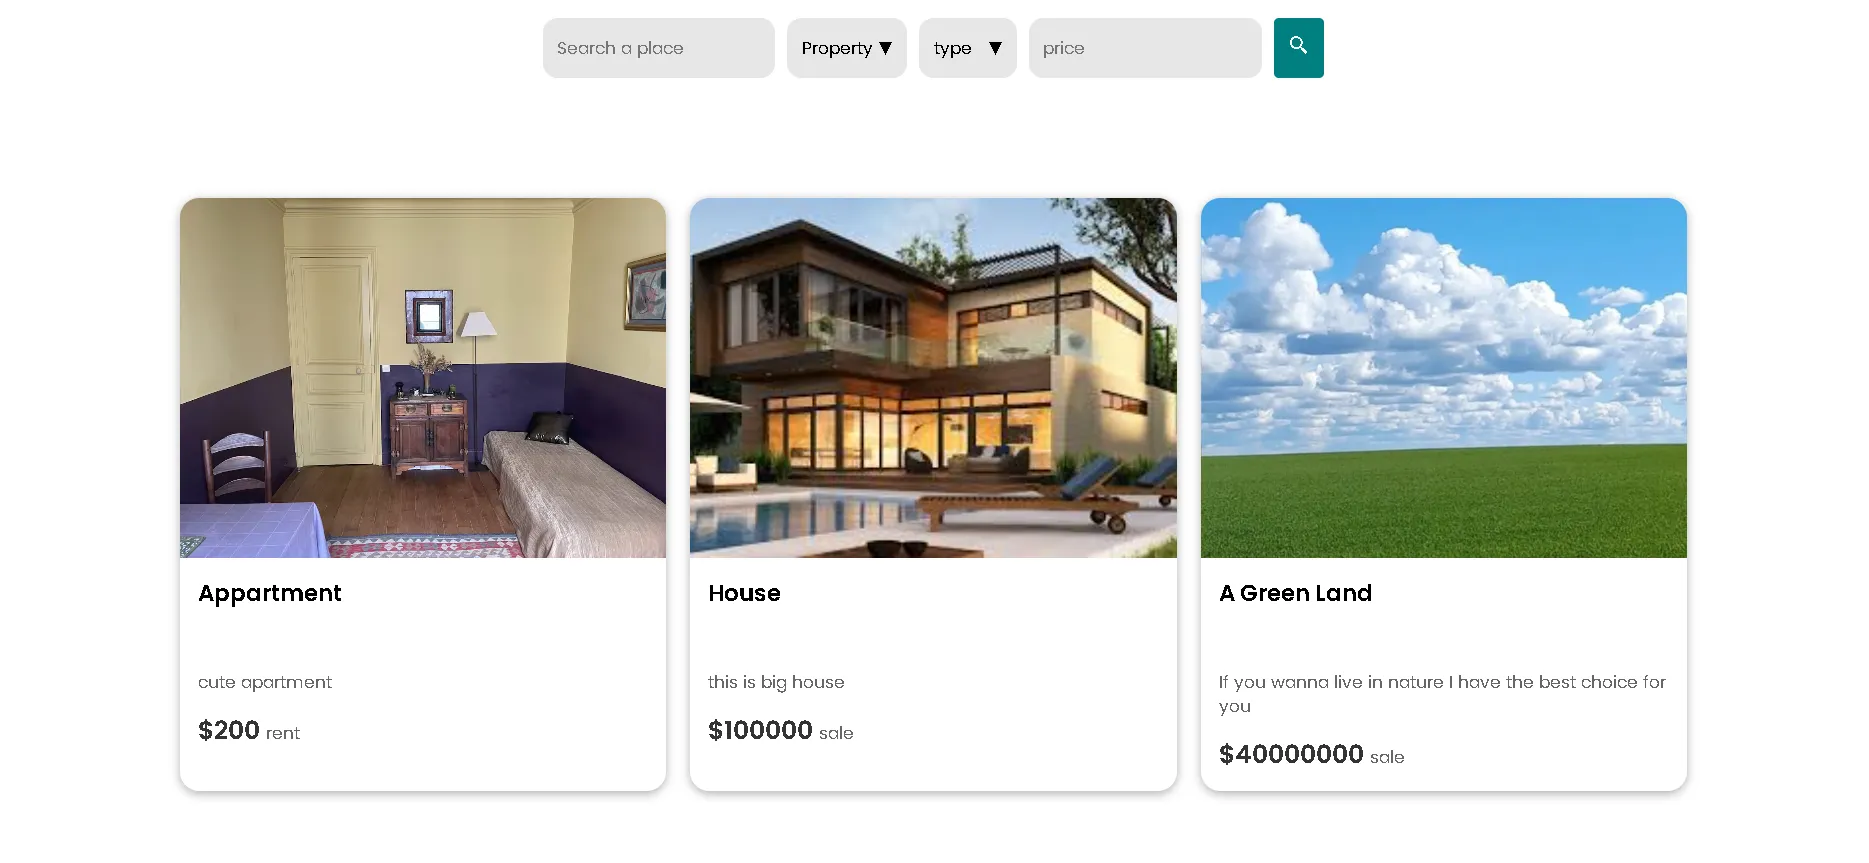 Search a place Property ▼ type ▼ price
Appartment
cute apartment
$200 rent
House
this is big house
$100000 sale
A Green Land
If you wanna live in nature I have the best choice for
you
$40000000 sale